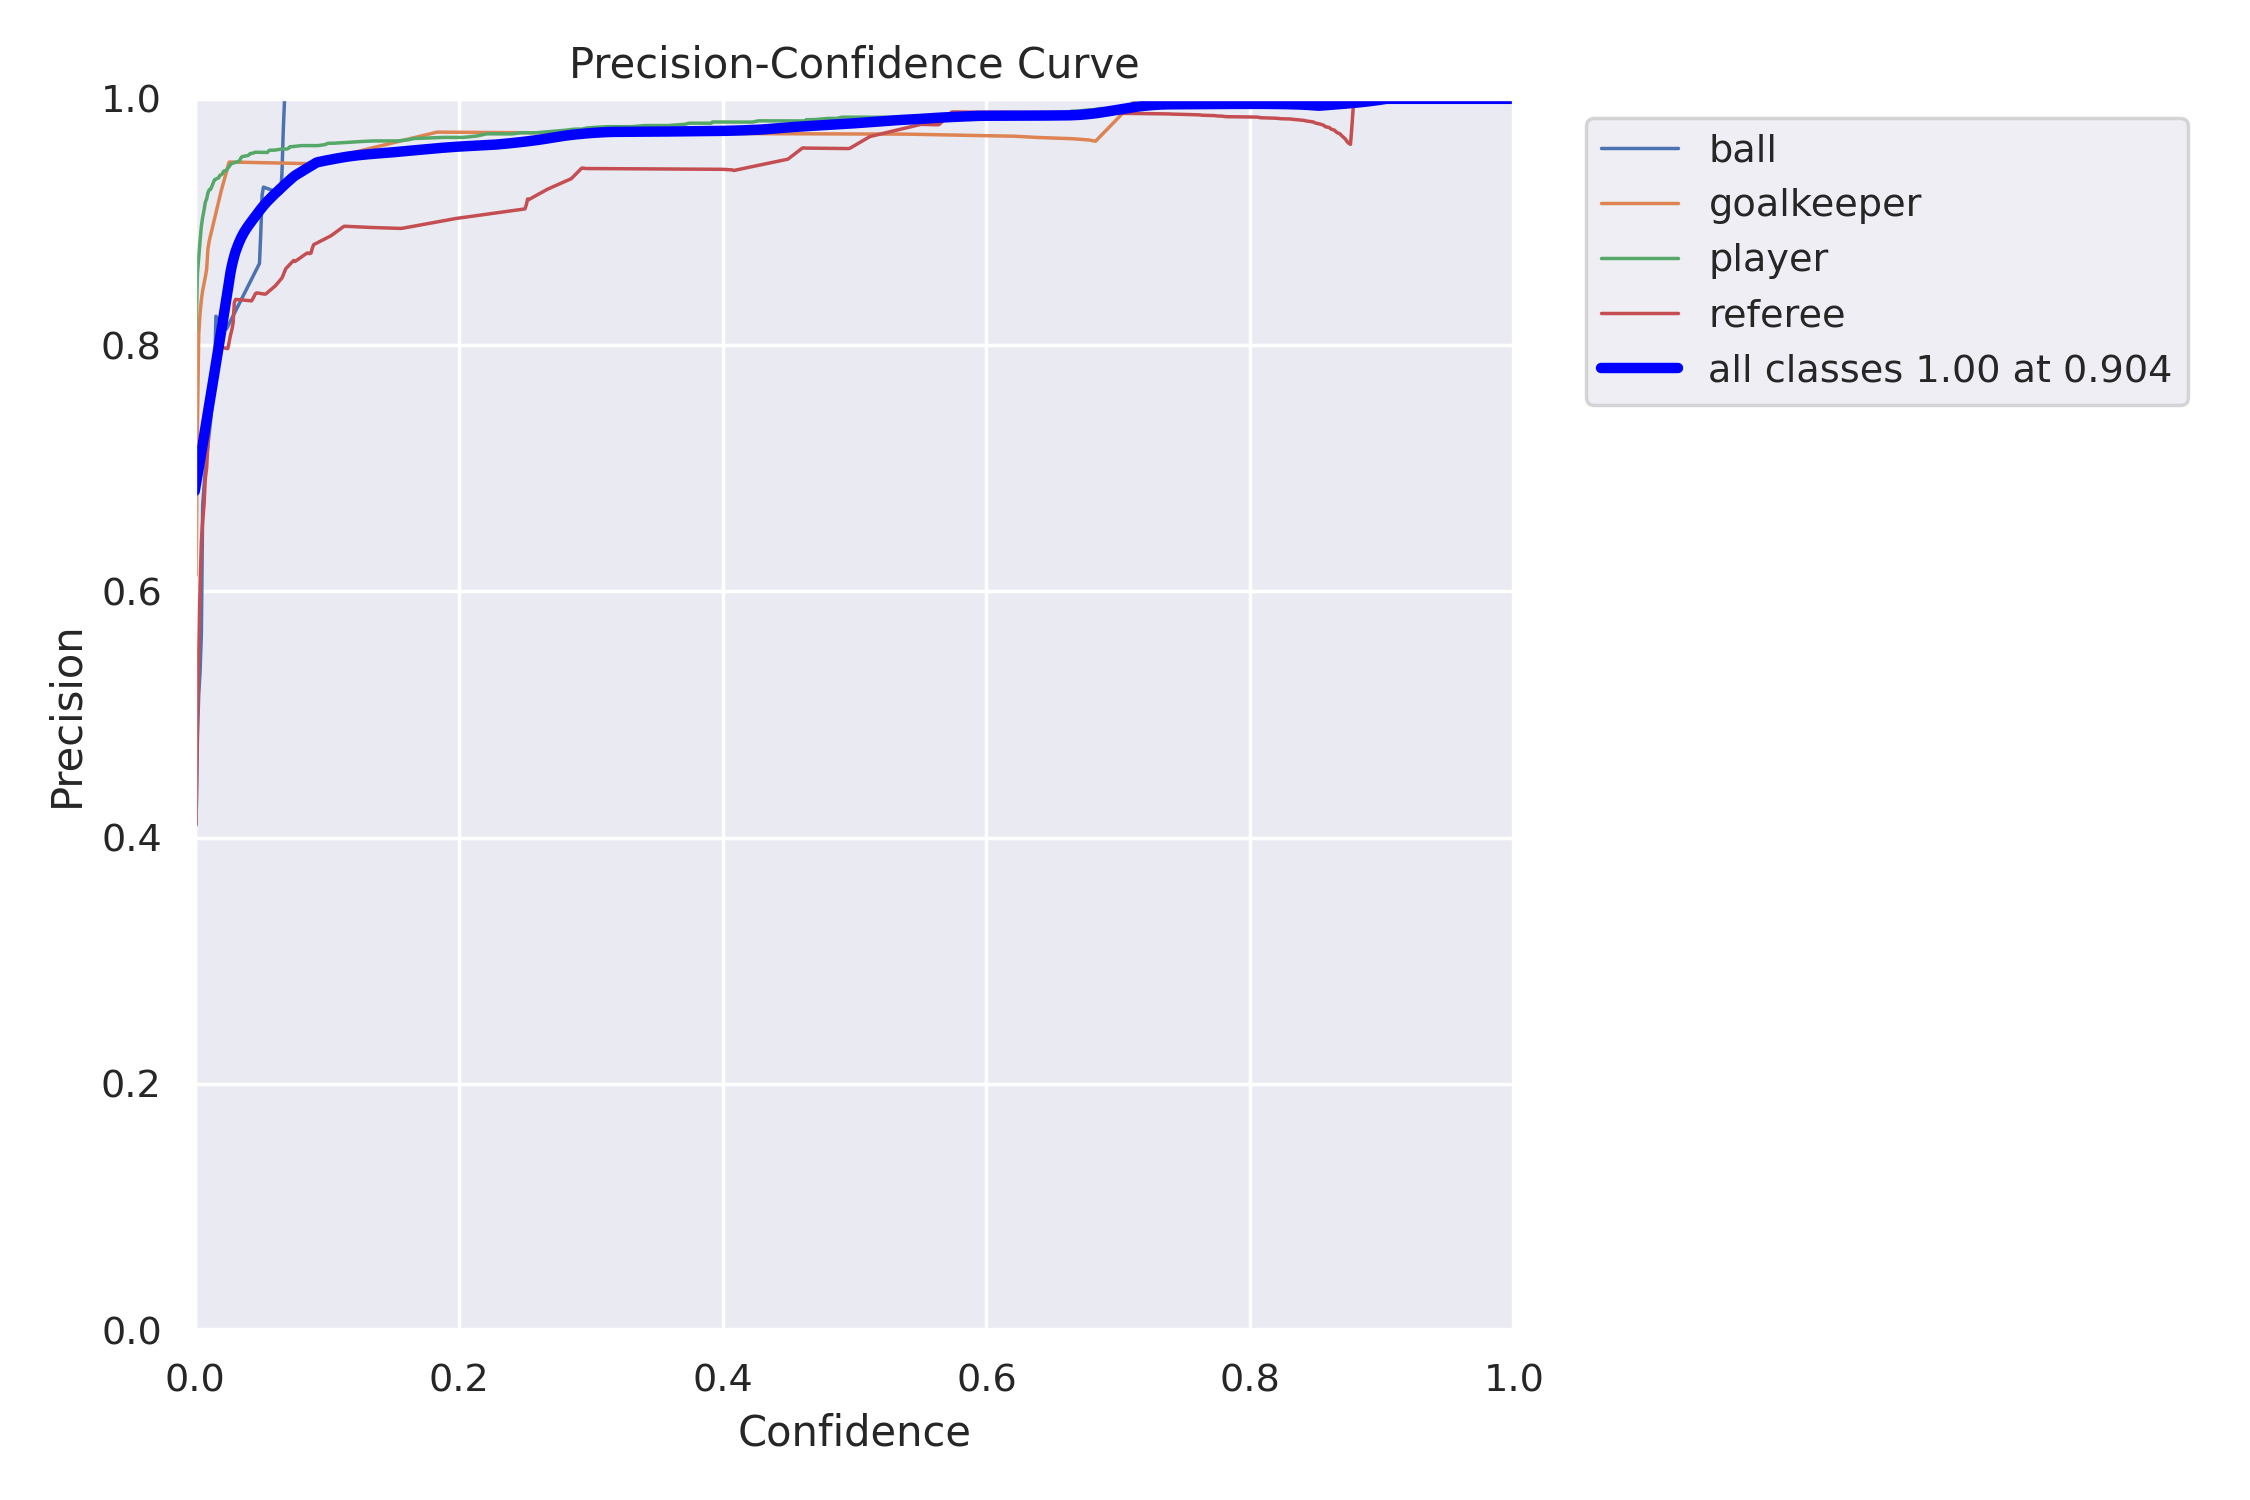 Precision-Confidence Curve
1.0
0.8
0.6
0.4
0.2
0.0
Precision
0.0 0.2 0.4 0.6 0.8 1.0
Confidence
ball
goalkeeper
player
referee
all classes 1.00 at 0.904